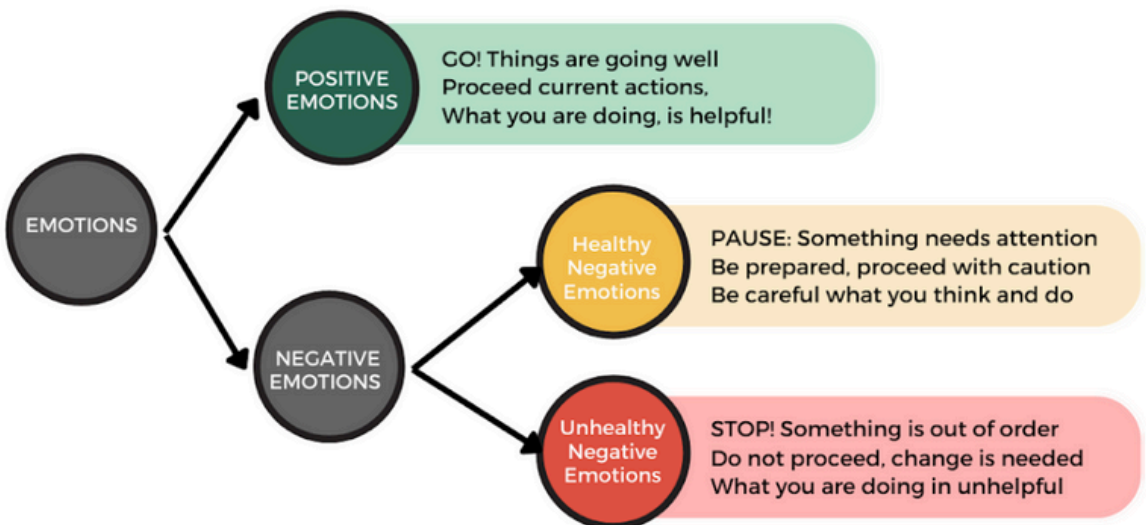 EMOTIONS
POSITIVE
EMOTIONS
GO! Things are going well
Proceed current actions,
What you are doing, is helpful!
NEGATIVE
EMOTIONS
Healthy
Negative
Emotions
PAUSE: Something needs attention
Be prepared, proceed with caution
Be careful what you think and do
Unhealthy
Negative
Emotions
STOP! Something is out of order
Do not proceed, change is needed
What you are doing in unhelpful